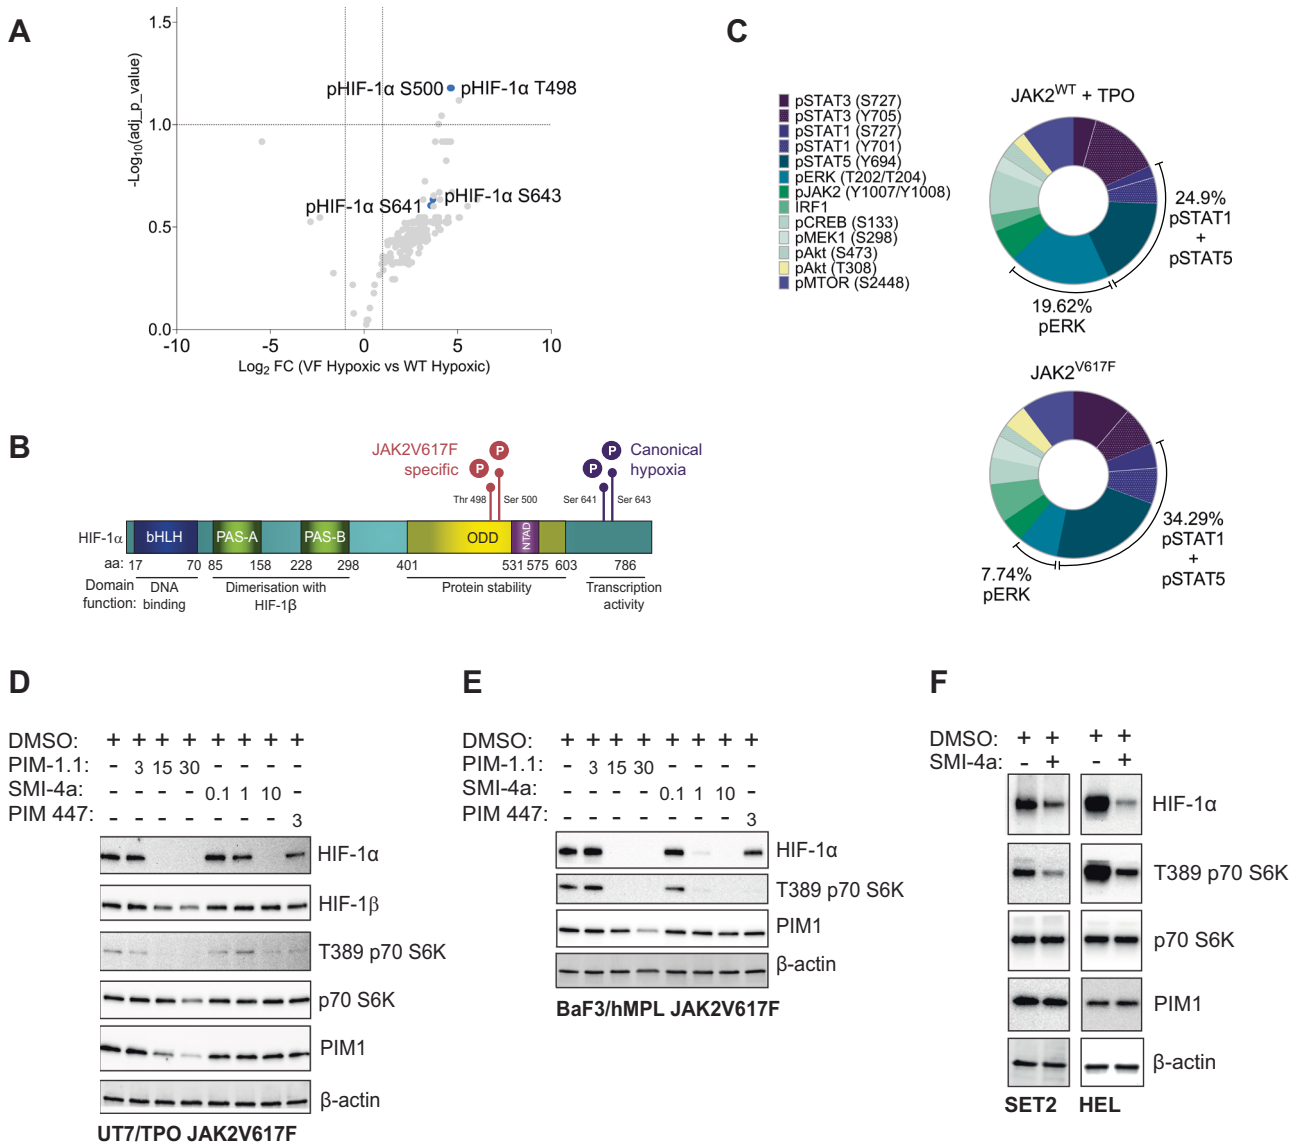 A
1.5
1.0
0.5
0.0
-Log10(adj_p_value)
pHIF-1α S500
pHIF-1α T498
pHIF-1α S641
pHIF-1α S643
-10
-5
0
5
10
Log2 FC (VF Hypoxic vs WT Hypoxic)
B
JAK2V617F
specific
P
P
P
P
Canonical
hypoxia
Thr 498
Ser 500
Ser 641
Ser 643
HIF-1α
bHLH
PAS-A
PAS-B
ODD
NTAD
aa: 17 70 85 158 228 298 401 531 575 603 786
Domain
function:
DNA
binding
Dimerisation with
HIF-1β
Protein stability
Transcription
activity
C
pSTAT3 (S727)
pSTAT3 (Y705)
pSTAT1 (S727)
pSTAT1 (Y701)
pSTAT5 (Y694)
pERK (T202/T204)
pJAK2 (Y1007/Y1008)
IRF1
pCREB (S133)
pMEK1 (S298)
pAkt (S473)
pAkt (T308)
pMTOR (S2448)
JAK2WT + TPO
24.9%
pSTAT1
+
pSTAT5
19.62%
pERK
JAK2V617F
34.29%
pSTAT1
+
pSTAT5
7.74%
pERK
D
DMSO: + + + + + + + +
PIM-1.1: - 3 15 30 - - - -
SMI-4a: - - - - 0.1 1 10 -
PIM 447: - - - - - - - 3
HIF-1α
HIF-1β
T389 p70 S6K
p70 S6K
PIM1
β-actin
UT7/TPO JAK2V617F
E
DMSO: + + + + + + + +
PIM-1.1: - 3 15 30 - - - -
SMI-4a: - - - - 0.1 1 10 -
PIM 447: - - - - - - - 3
HIF-1α
T389 p70 S6K
PIM1
β-actin
BaF3/hMPL JAK2V617F
F
DMSO: + + + +
SMI-4a: - + - +
HIF-1α
T389 p70 S6K
p70 S6K
PIM1
β-actin
SET2 HEL